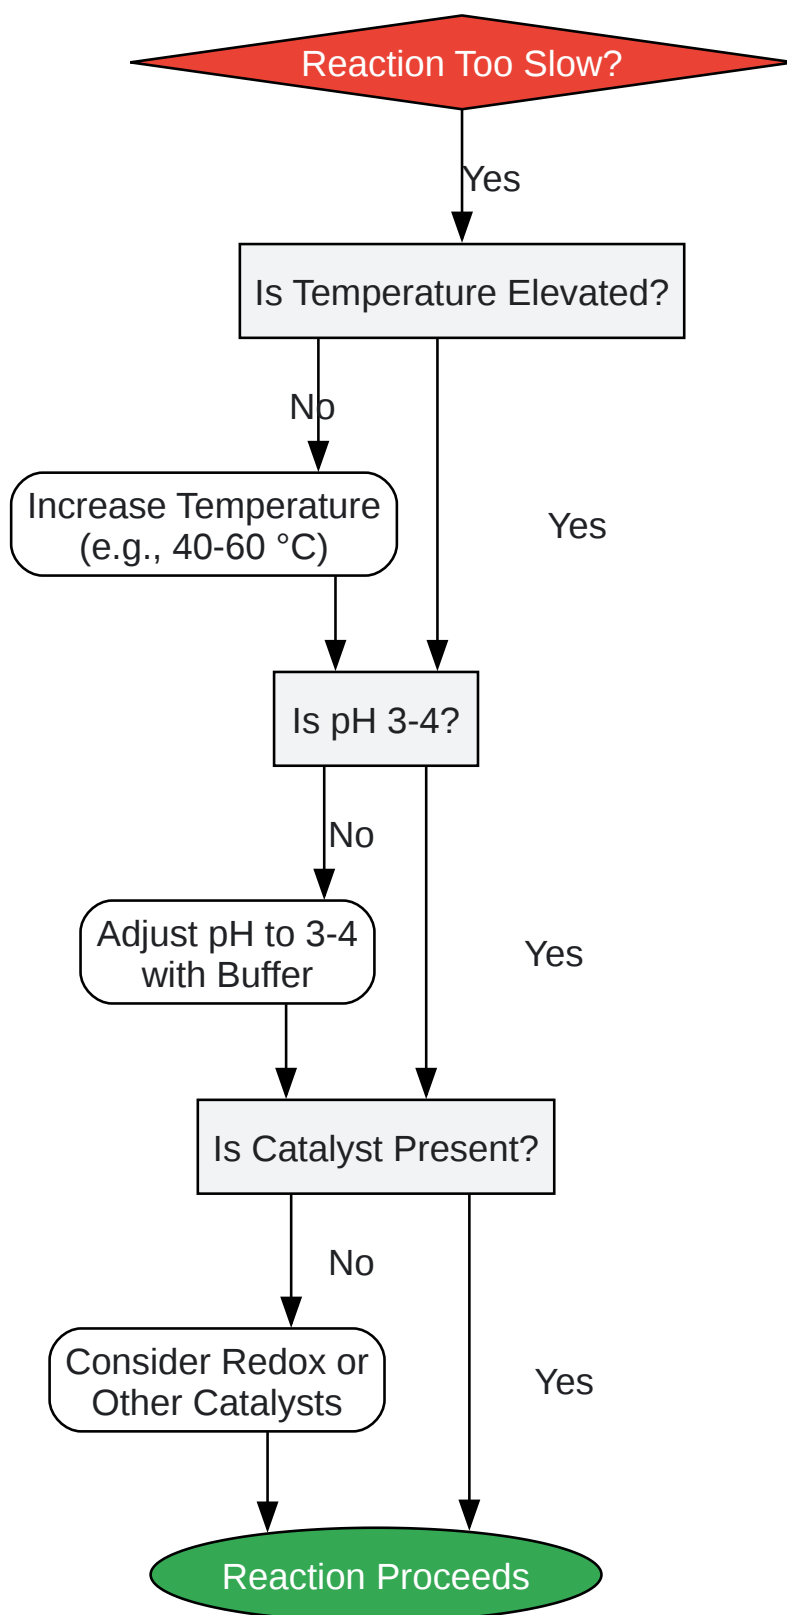 Reaction Too Slow?
Yes
Is Temperature Elevated?
No
Increase Temperature
(e.g., 40-60 °C)
Yes
Is pH 3-4?
No
Adjust pH to 3-4
with Buffer
Yes
Is Catalyst Present?
No
Consider Redox or
Other Catalysts
Yes
Reaction Proceeds